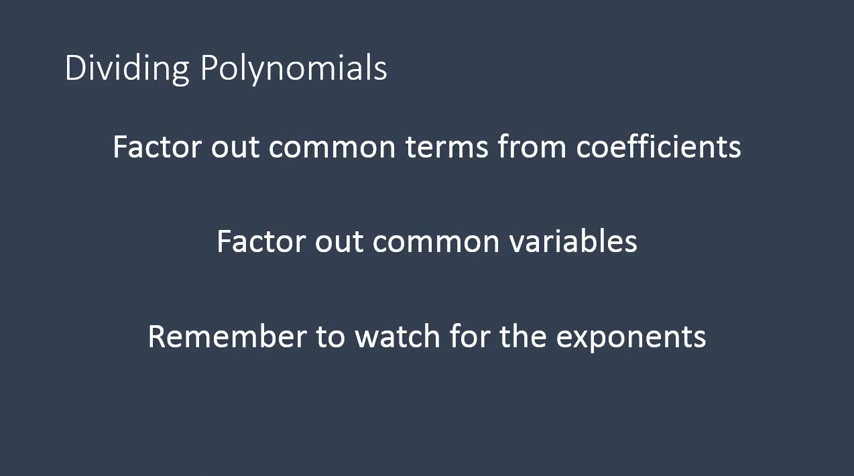 Dividing Polynomials
Factor out common terms from coefficients
Factor out common variables
Remember to watch for the exponents